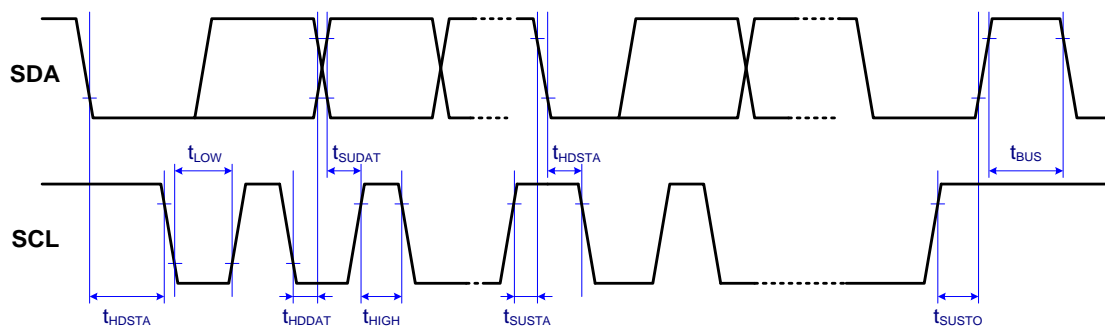 SDA
tLOW
tSUDAT
tHDSTA
tBUS
SCL
tHDSTA
tHDDAT
tHIGH
tSUSTA
tSUSTO